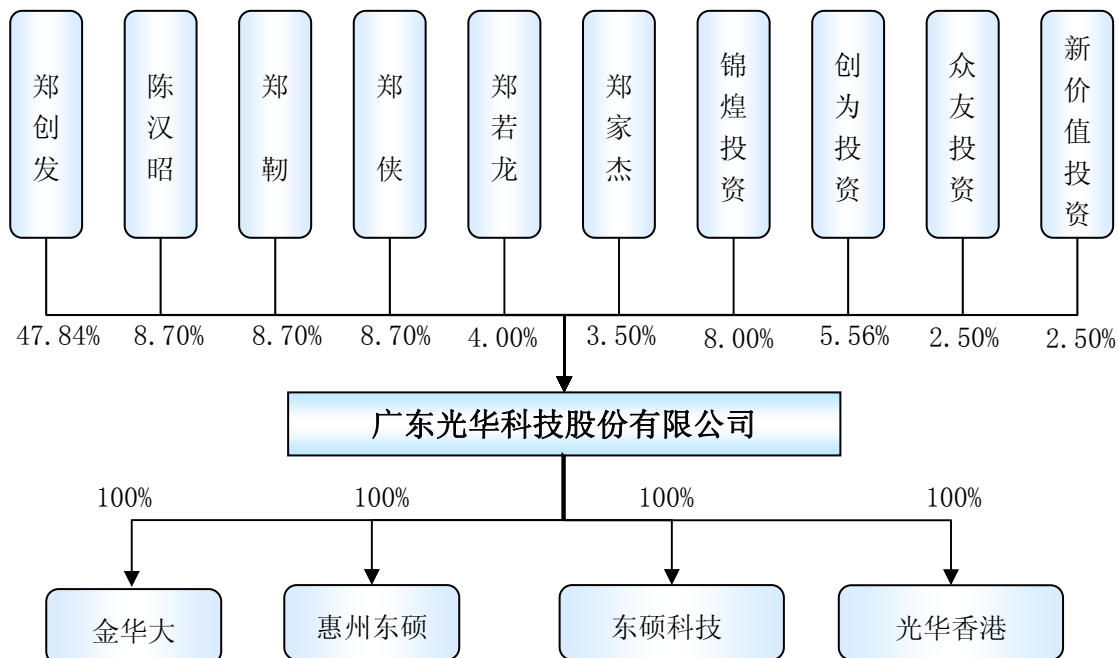 郑创发
陈汉昭
郑 靭
郑 侠
郑若龙
郑家杰
锦煌投资
创为投资
众友投资
新价值投资
47.84%
8.70%
8.70%
8.70%
4.00%
3.50%
8.00%
5.56%
2.50%
2.50%
广东光华科技股份有限公司
100%
100%
100%
100%
金华大
惠州东硕
东硕科技
光华香港